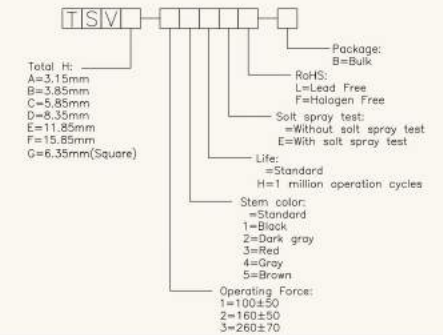 TSV
Package:
B=Bulk
RoHS:
L=Lead Free
F=Halogen Free
Solt spray test:
=Without solt spray test
E=With solt spray test
Life:
=Standard
H=1 million operation cycles
Stem color:
=Standard
1=Black
2=Dark gray
3=Red
4=Gray
5=Brown
Operating Force:
1=100±50
2=160±50
3=260±70
Total H:
A=3.15mm
B=3.85mm
C=5.85mm
D=8.35mm
E=11.85mm
F=15.85mm
G=6.35mm(Square)